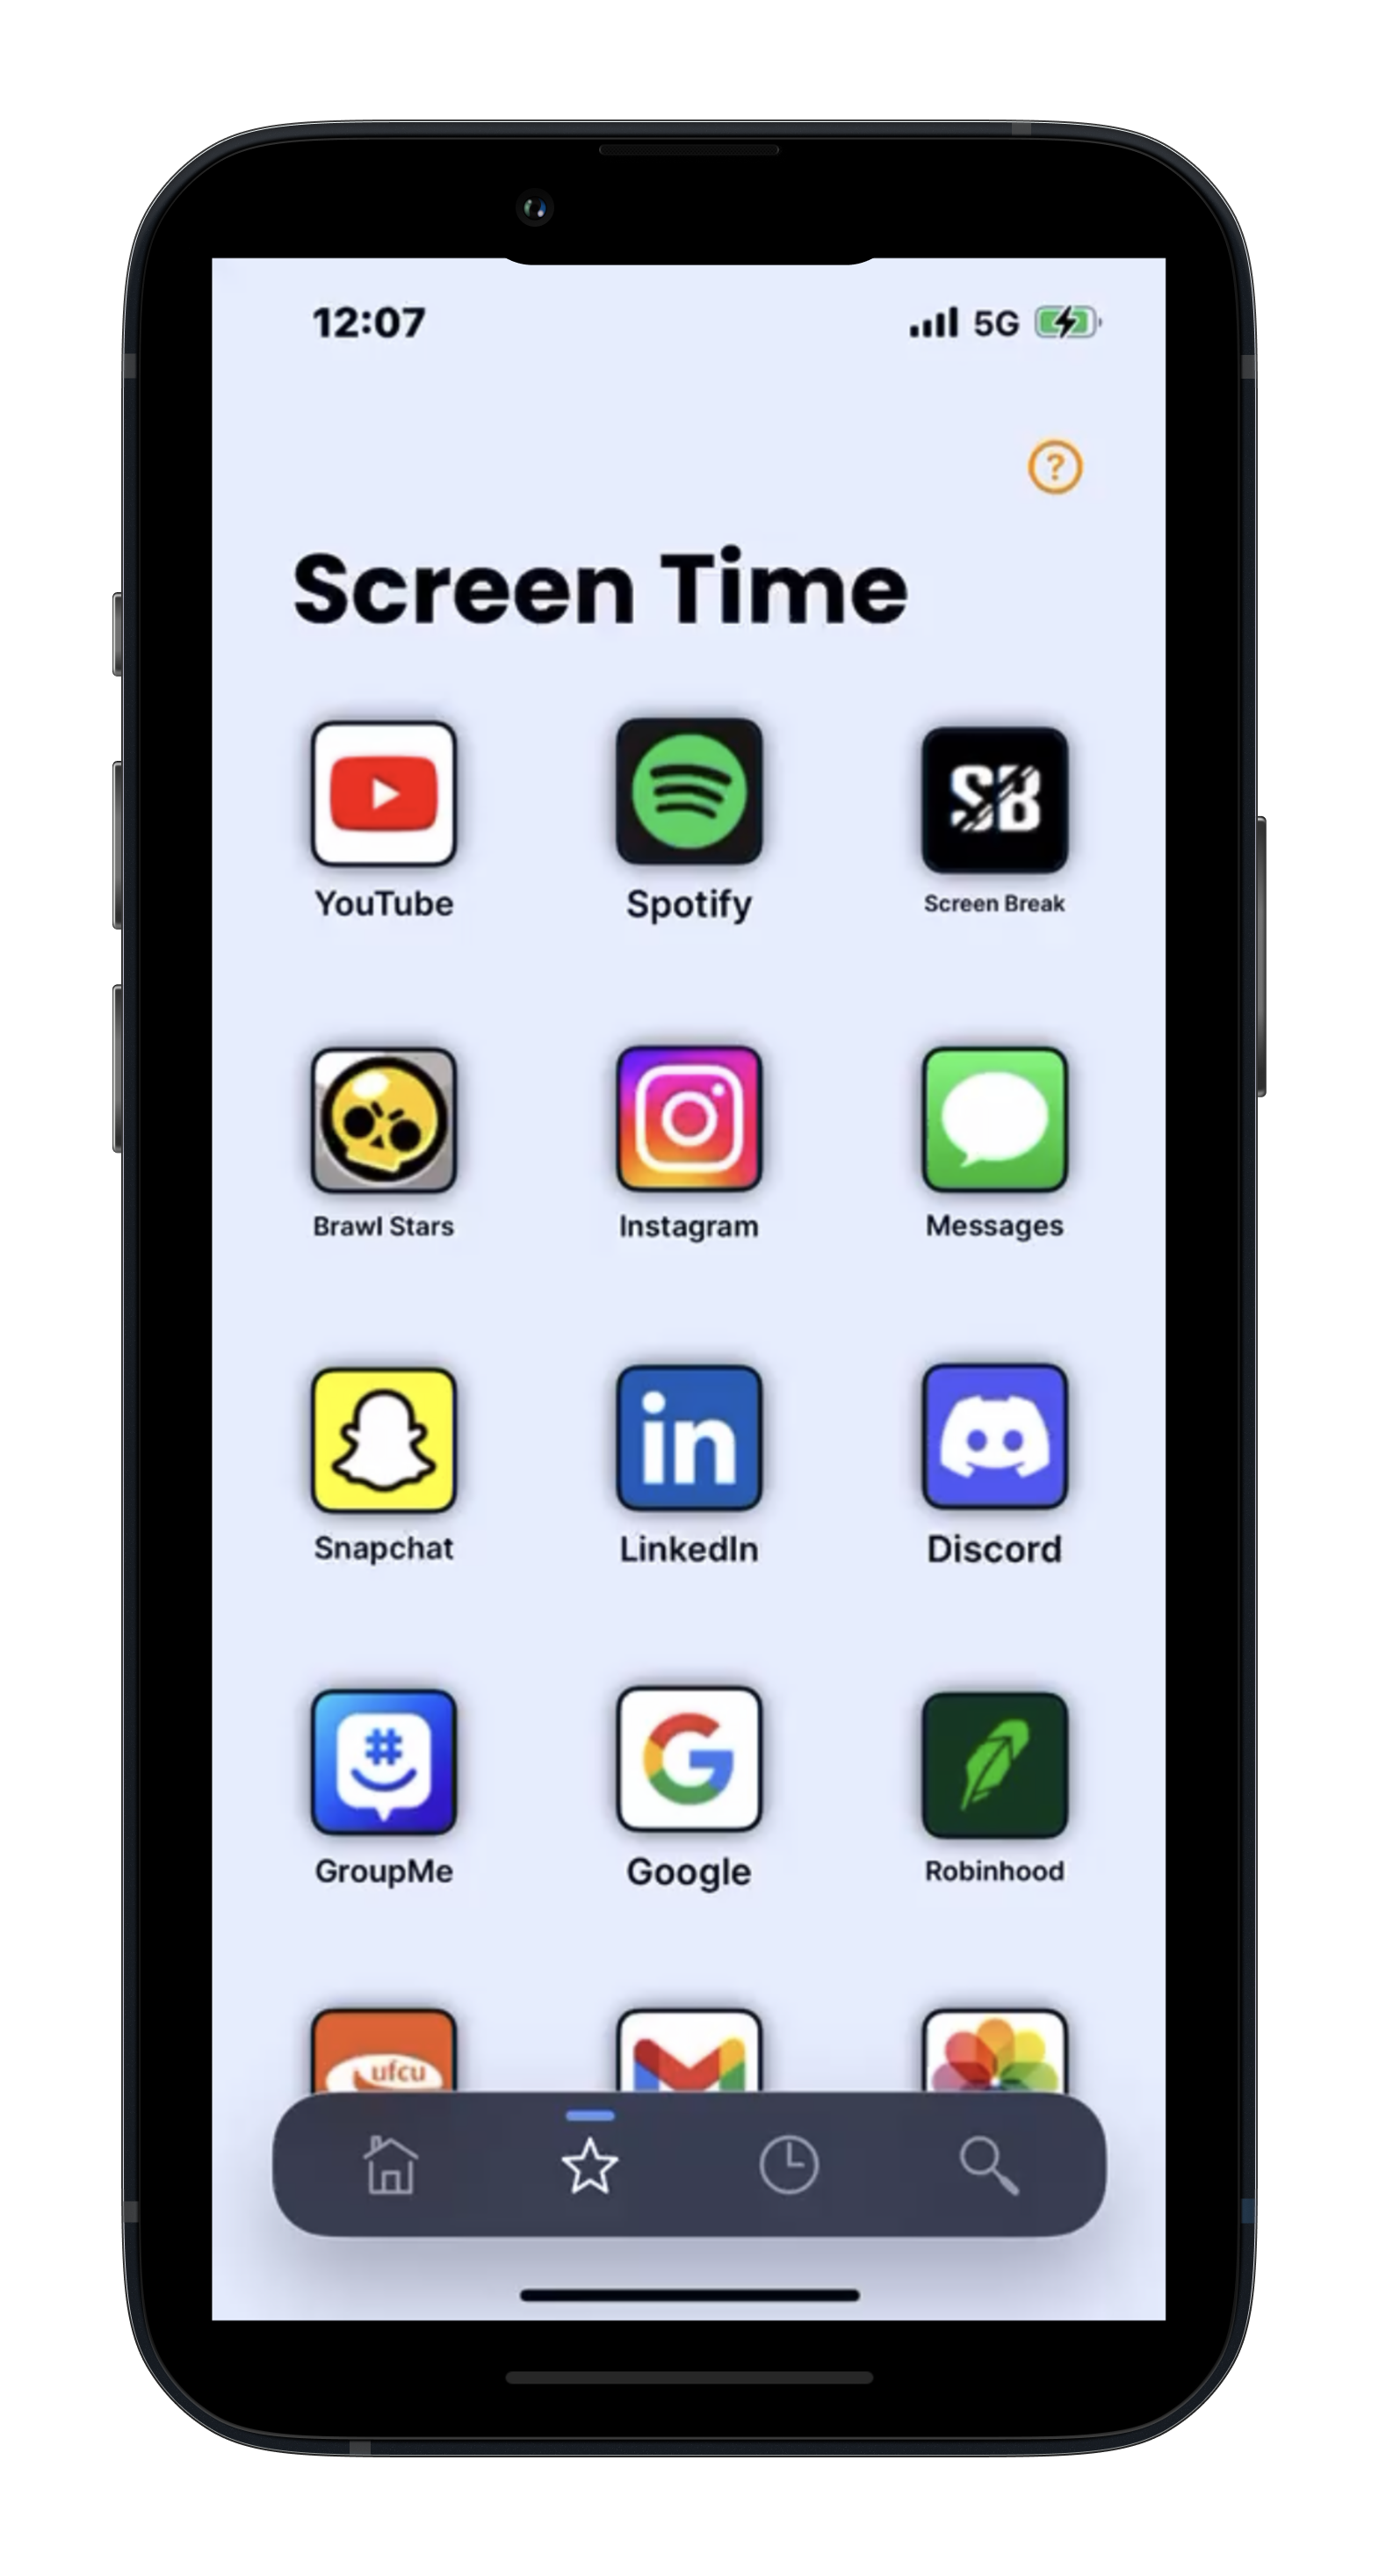 12:07 5G
?
Screen Time
SB
YouTube Spotify Screen Break
Brawl Stars Instagram Messages
in
Snapchat LinkedIn Discord
#
G
GroupMe Google Robinhood
ufcu